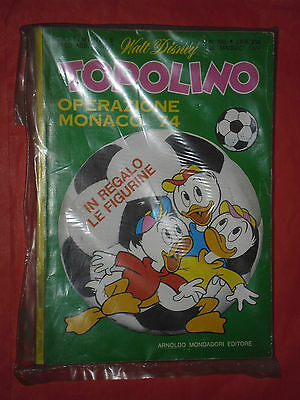 Walt Disney
TOPOLINO
OPERAZIONE
MONACO '74
IN REGALO
LE FIGURINE
ARNOLDO MONDADORI EDITORE